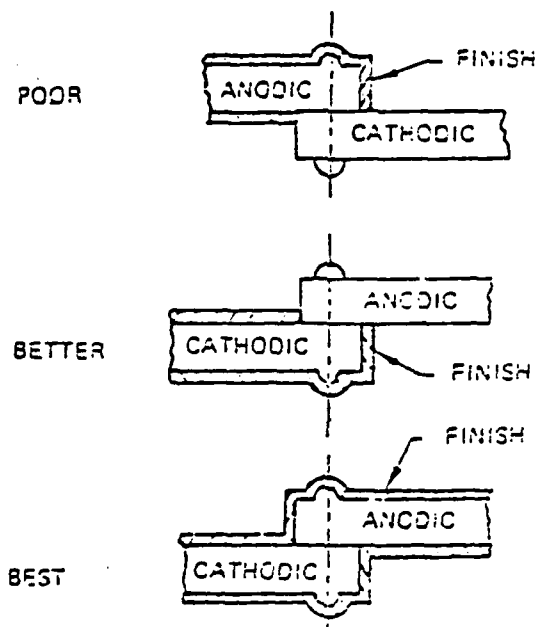 FINISH
ANODIC
POOR
CATHODIC
ANODIC
CATHODIC
BETTER
FINISH
FINISH
ANODIC
CATHODIC
BEST